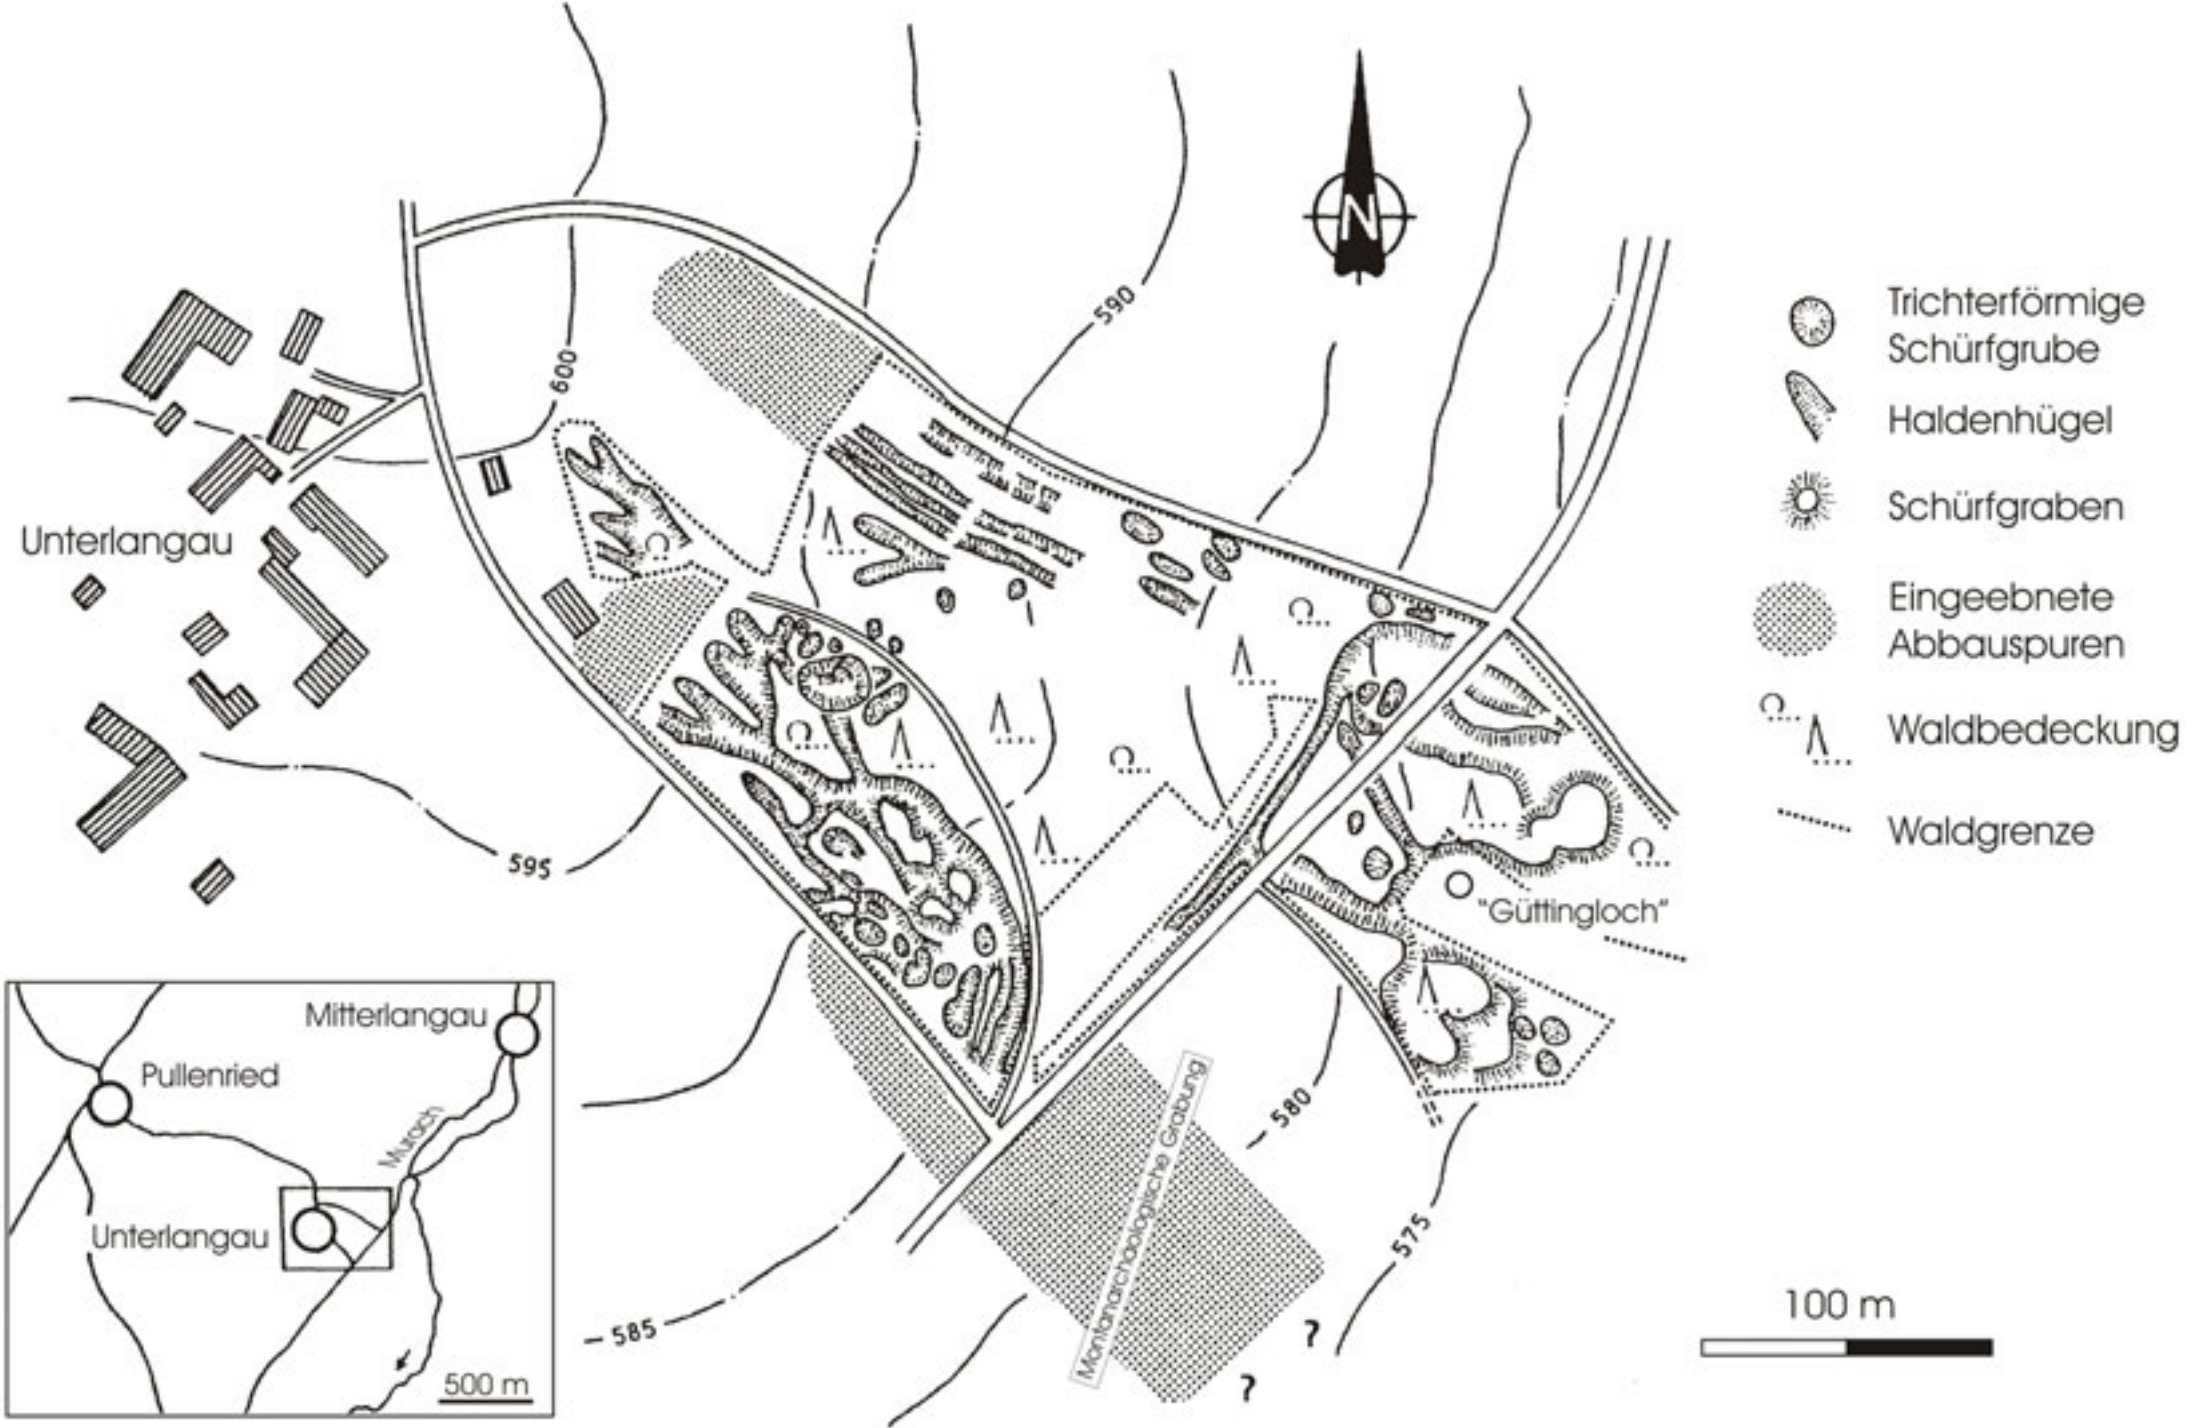 N
590
600
Unterlangau
595
"Güttingloch"
580
575
585
Montanarchäologische Grabung
?
?
Trichterförmige
Schürfgrube
Haldenhügel
Schürfgraben
Eingeebnete
Abbauspuren
Waldbedeckung
Waldgrenze
100 m
Mitterlangau
Pullenried
Murach
Unterlangau
500 m